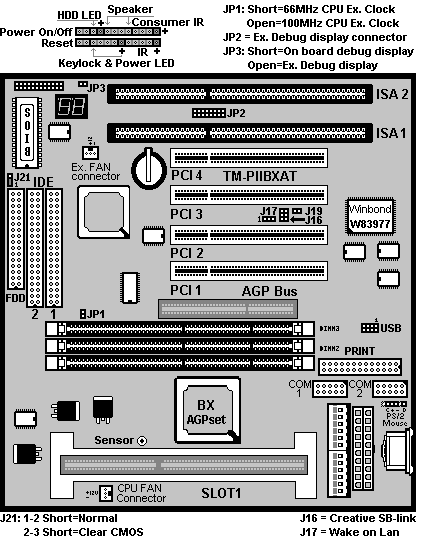 HDD LED
Speaker
Consumer IR
Power On/Off
Reset
IR
Keylock & Power LED
JP1: Short=66MHz CPU Ex. Clock
Open=100MHz CPU Ex. Clock
JP2 = Ex. Debug display connector
JP3: Short=On board debug display
Open=Ex. Debug display
JP3
ISA 2
JP2
BIOS
ISA 1
Ex. FAN
connector
PCI 4
TM-PIIBXAT
J21
IDE
PCI 3
J17
J19
J16
Winbond
W83977
PCI 2
PCI 1
AGP Bus
FDD
2 1
JP1
DIMM3
1
USB
DIMM2
PRINT
COM
1
COM
2
BX
AGPset
C + - D
PS/2
Mouse
Sensor
+12V
CPU FAN
Connector
SLOT1
J21: 1-2 Short=Normal
2-3 Short=Clear CMOS
J16 = Creative SB-link
J17 = Wake on Lan